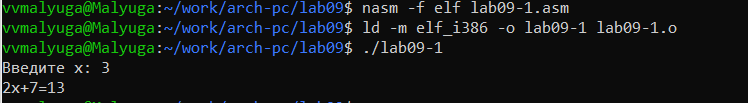 vvmalyuga@Malyuga:~/work/arch-pc/lab09$ nasm -f elf lab09-1.asm
vvmalyuga@Malyuga:~/work/arch-pc/lab09$ ld -m elf_i386 -o lab09-1 lab09-1.o
vvmalyuga@Malyuga:~/work/arch-pc/lab09$ ./lab09-1
Введите x: 3
2x+7=13